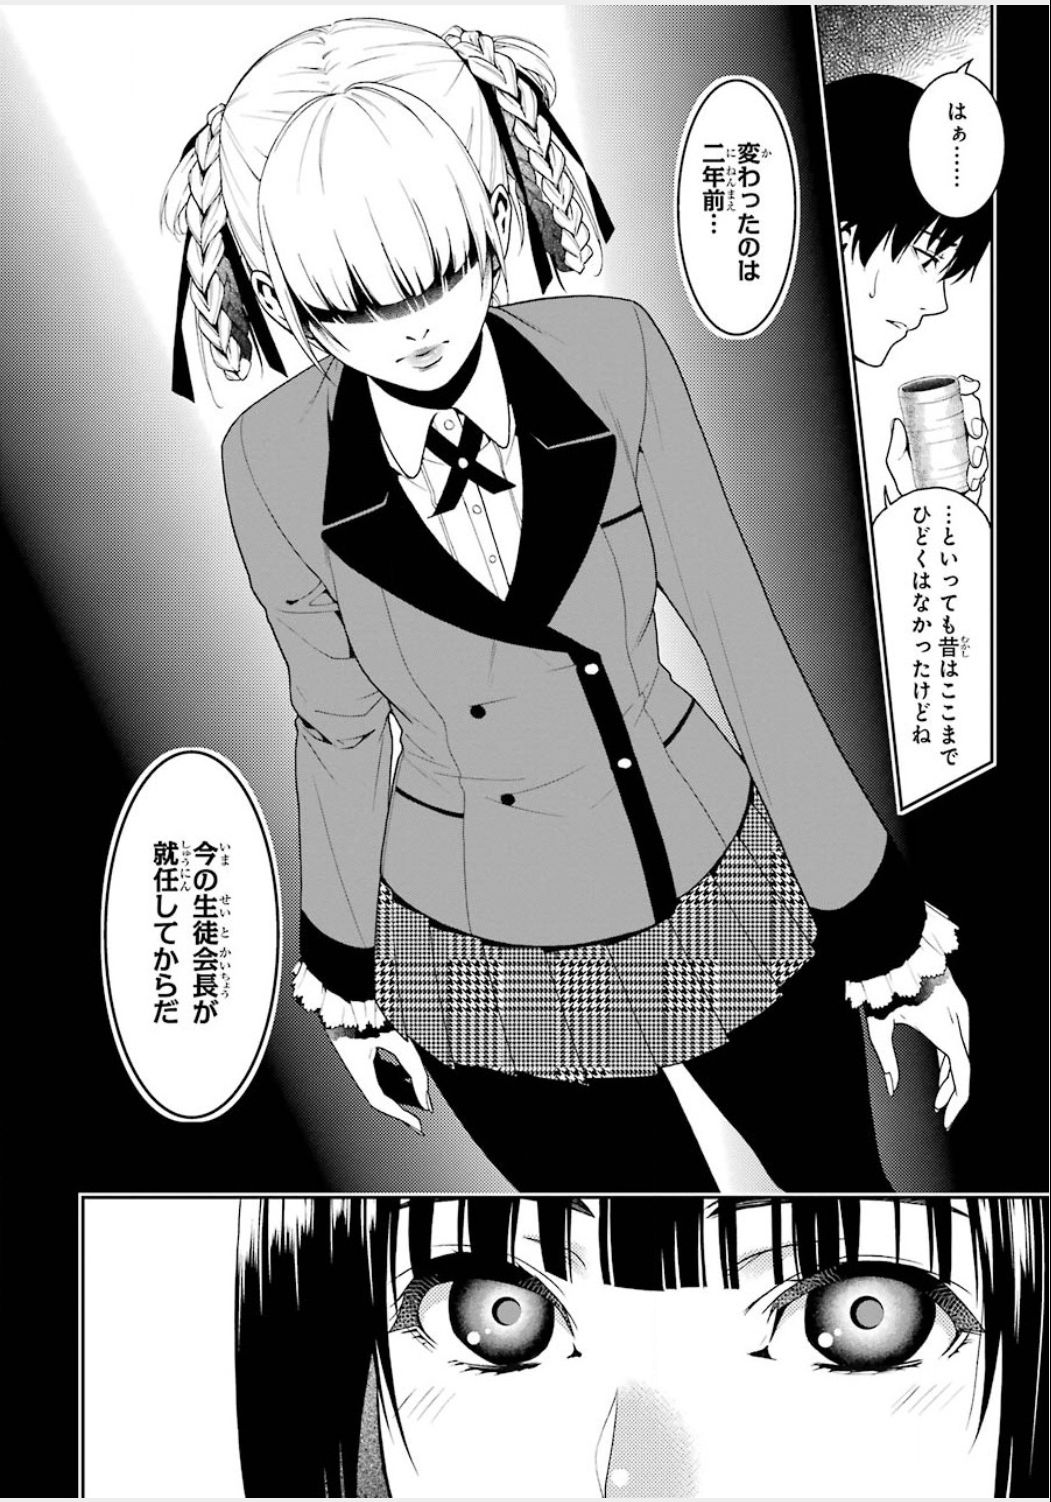 はぁ……
…といっても昔はここまで
ひどくはなかったけどね
変わったのは
二年前…
今の生徒会長が
就任してからだ